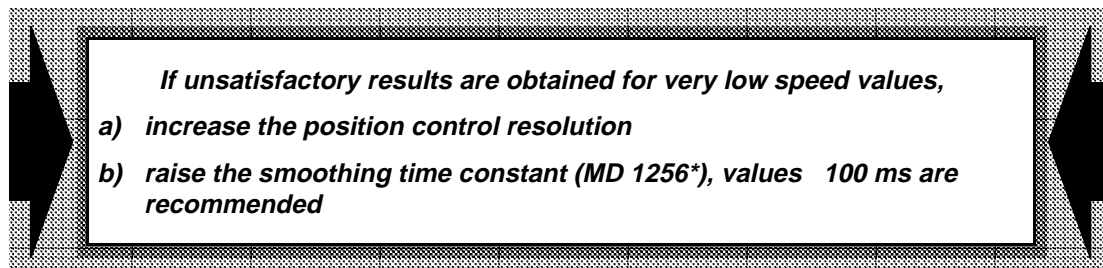 If unsatisfactory results are obtained for very low speed values,
a) increase the position control resolution
b) raise the smoothing time constant (MD 1256*), values 100 ms are
recommended